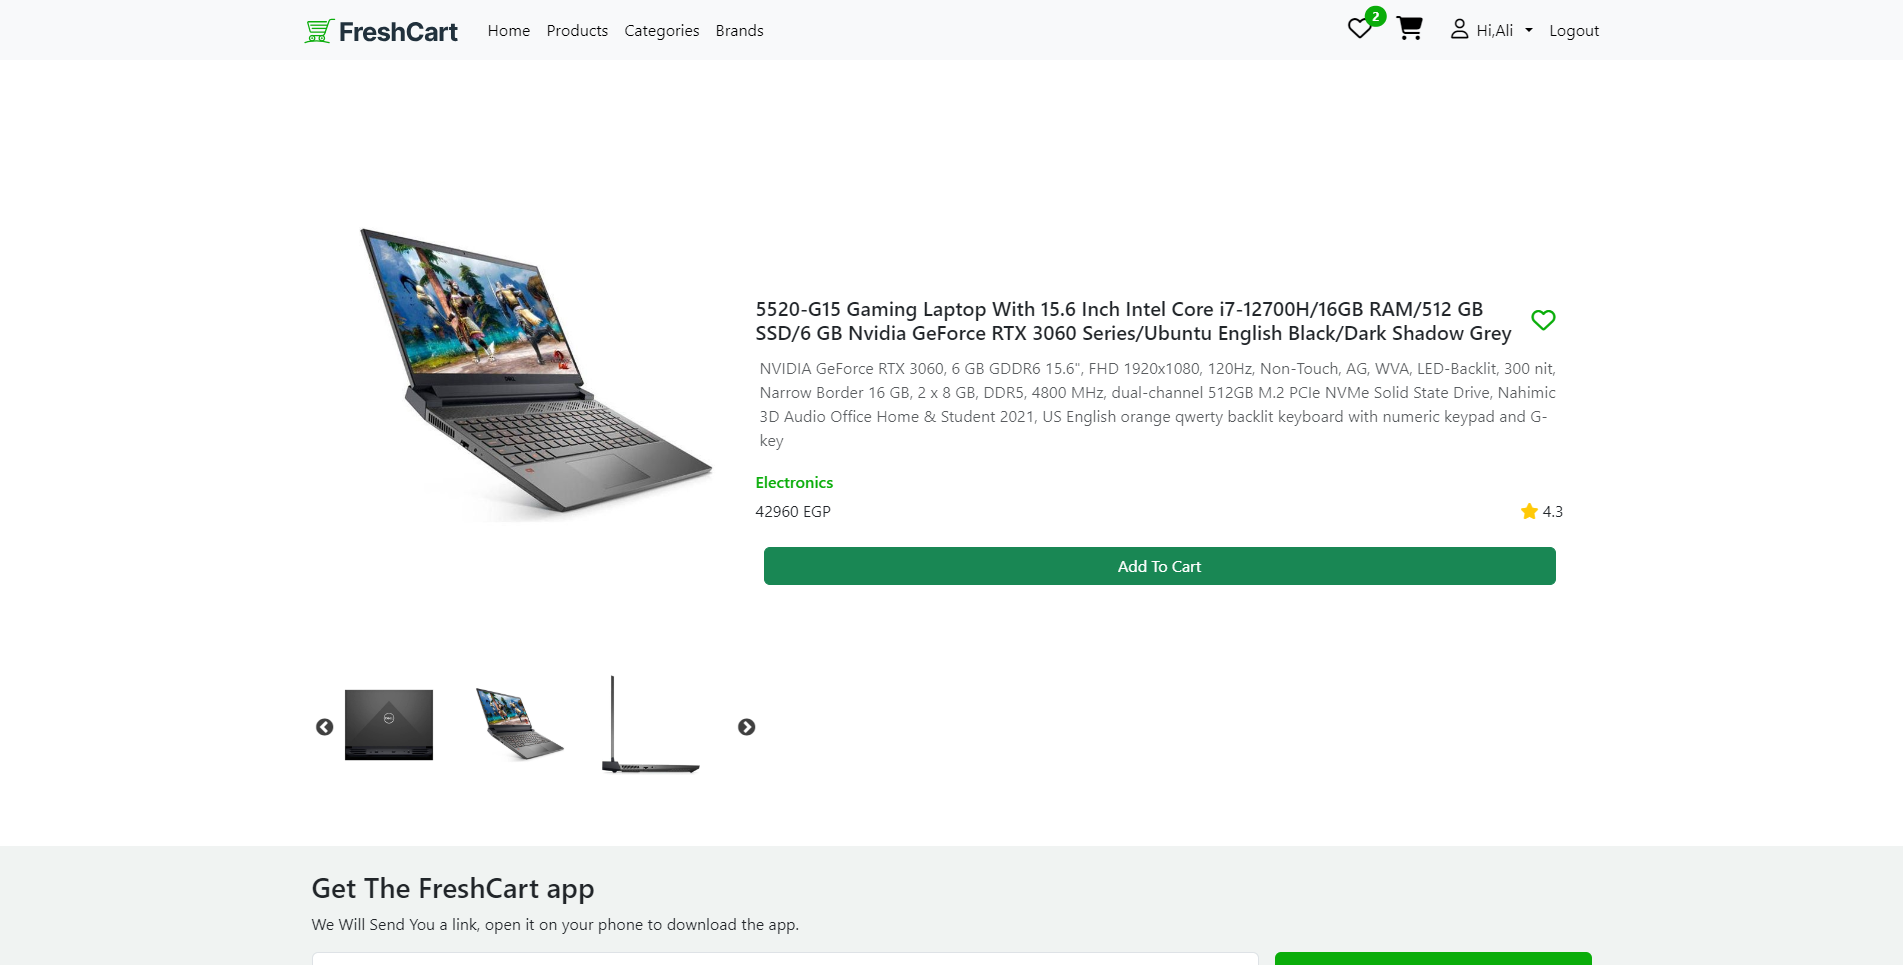 FreshCart
Home Products Categories Brands
2
Hi,Ali
Logout
5520-G15 Gaming Laptop With 15.6 Inch Intel Core i7-12700H/16GB RAM/512 GB
SSD/6 GB Nvidia GeForce RTX 3060 Series/Ubuntu English Black/Dark Shadow Grey
NVIDIA GeForce RTX 3060, 6 GB GDDR6 15.6", FHD 1920x1080, 120Hz, Non-Touch, AG, WVA, LED-Backlit, 300 nit,
Narrow Border 16 GB, 2 x 8 GB, DDR5, 4800 MHz, dual-channel 512GB M.2 PCIe NVMe Solid State Drive, Nahimic
3D Audio Office Home & Student 2021, US English orange qwerty backlit keyboard with numeric keypad and G-
key
Electronics
42960 EGP
4.3
Add To Cart
DELL
Get The FreshCart app
We Will Send You a link, open it on your phone to download the app.